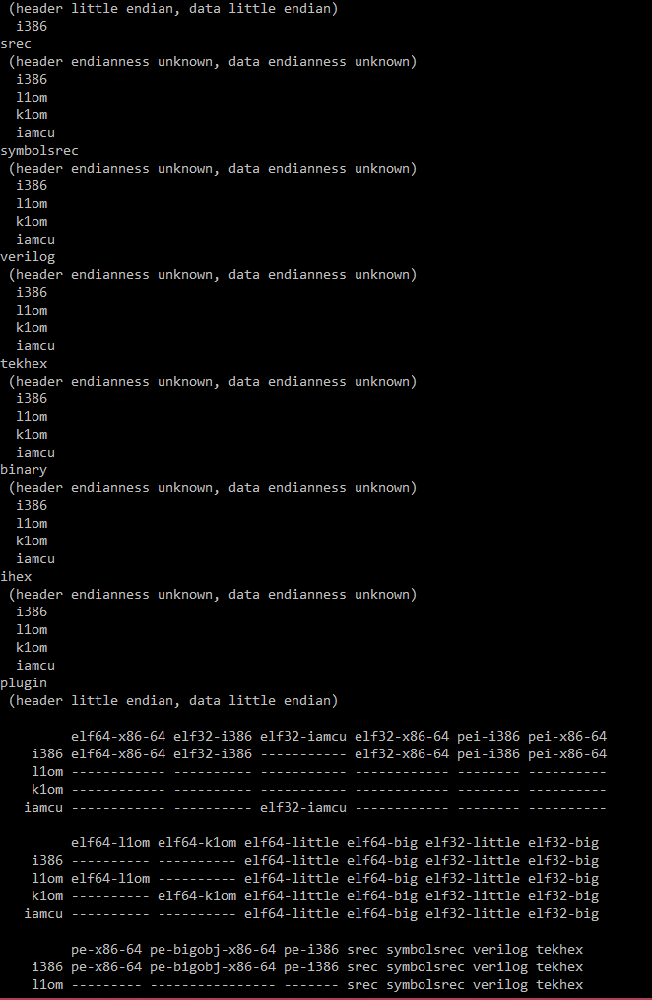 (header little endian, data little endian)
i386
srec
(header endianness unknown, data endianness unknown)
i386
l1om
k1om
iamcu
symbolsrec
(header endianness unknown, data endianness unknown)
i386
l1om
k1om
iamcu
verilog
(header endianness unknown, data endianness unknown)
i386
l1om
k1om
iamcu
tekhex
(header endianness unknown, data endianness unknown)
i386
l1om
k1om
iamcu
binary
(header endianness unknown, data endianness unknown)
i386
l1om
k1om
iamcu
ihex
(header endianness unknown, data endianness unknown)
i386
l1om
k1om
iamcu
plugin
(header little endian, data little endian)
elf64-x86-64 elf32-i386 elf32-iamcu elf32-x86-64 pei-i386 pei-x86-64
i386 elf64-x86-64 elf32-i386 ----------- elf32-x86-64 pei-i386 pei-x86-64
l1om ------------ ---------- ----------- ------------ -------- ----------
k1om ------------ ---------- ----------- ------------ -------- ----------
iamcu ------------ ---------- elf32-iamcu ------------ -------- ----------
elf64-l1om elf64-k1om elf64-little elf64-big elf32-little elf32-big
i386 ---------- ---------- elf64-little elf64-big elf32-little elf32-big
l1om elf64-l1om ---------- elf64-little elf64-big elf32-little elf32-big
k1om ---------- elf64-k1om elf64-little elf64-big elf32-little elf32-big
iamcu ---------- ---------- elf64-little elf64-big elf32-little elf32-big
pe-x86-64 pe-bigobj-x86-64 pe-i386 srec symbolsrec verilog tekhex
i386 pe-x86-64 pe-bigobj-x86-64 pe-i386 srec symbolsrec verilog tekhex
l1om --------- ---------------- ------- srec symbolsrec verilog tekhex